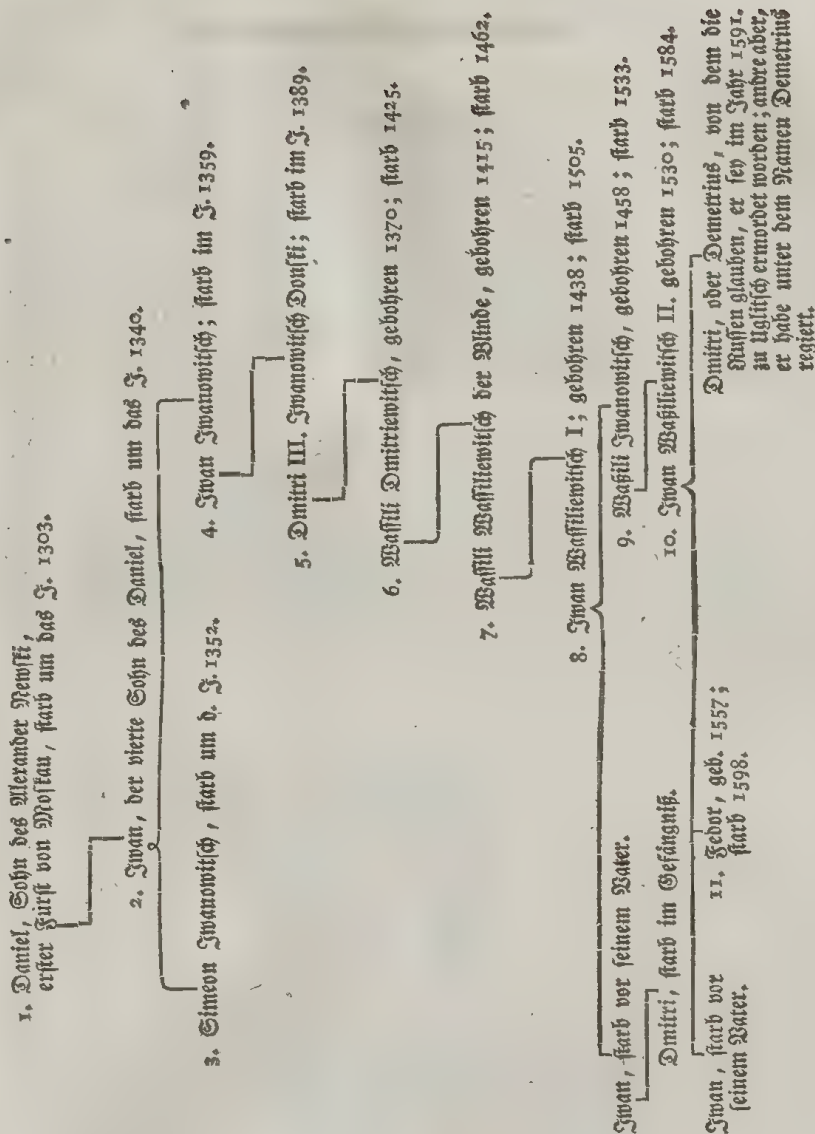 1. Daniel, Sohn des Alexander Newski,
erster Fürst von Moskau, starb um das J. 1303.
2. Iwan, der vierte Sohn des Daniel, starb um das J. 1340.
3. Simeon Iwanowitsch, starb um d. J. 1352.
4. Iwan Iwanowitsch; starb im J. 1359.
5. Dmitri III. Iwanowitsch Donski; starb im J. 1389.
6. Wassili Dmitriewitsch, gebohren 1370; starb 1425.
7. Wassili Wassiliewitsch der Blinde, gebohren 1415; starb 1462.
8. Iwan Wassiliewitsch I; gebohren 1438; starb 1505.
Iwan, starb vor seinem Vater.
9. Waßili Iwanowitsch, gebohren 1458; starb 1533.
Dmitri, starb im Gefängniß.
10. Iwan Waßiliewitsch II. gebohren 1530; starb 1584.
Iwan, starb vor
seinem Vater.
11. Fedor, geb. 1557;
starb 1598.
Dmitri, oder Demetrius, von dem die
Russen glauben, er sey im Jahr 1591.
zu Uglitsch ermordet worden; andre aber,
er habe unter dem Namen Demetrius
regiert.